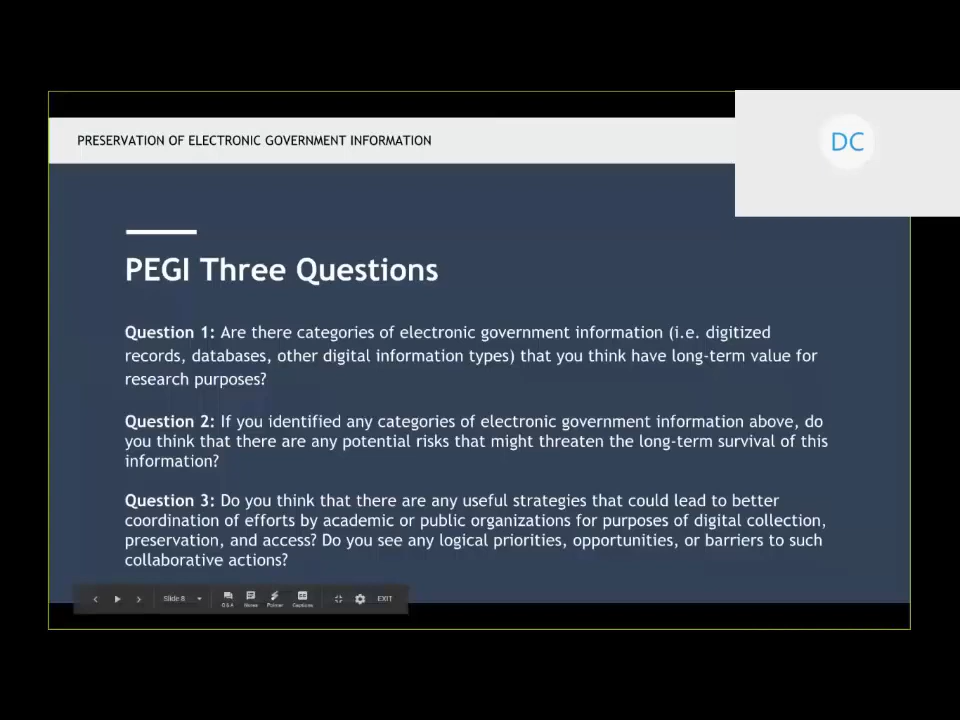 PRESERVATION OF ELECTRONIC GOVERNMENT INFORMATION
DC
PEGI Three Questions
Question 1: Are there categories of electronic government information (i.e. digitized
records, databases, other digital information types) that you think have long-term value for
research purposes?
Question 2: If you identified any categories of electronic government information above, do
you think that there are any potential risks that might threaten the long-term survival of this
information?
Question 3: Do you think that there are any useful strategies that could lead to better
coordination of efforts by academic or public organizations for purposes of digital collection,
preservation, and access? Do you see any logical priorities, opportunities, or barriers to such
collaborative actions?
Slide 8
Q&A Notes Pointer Captions
EXIT